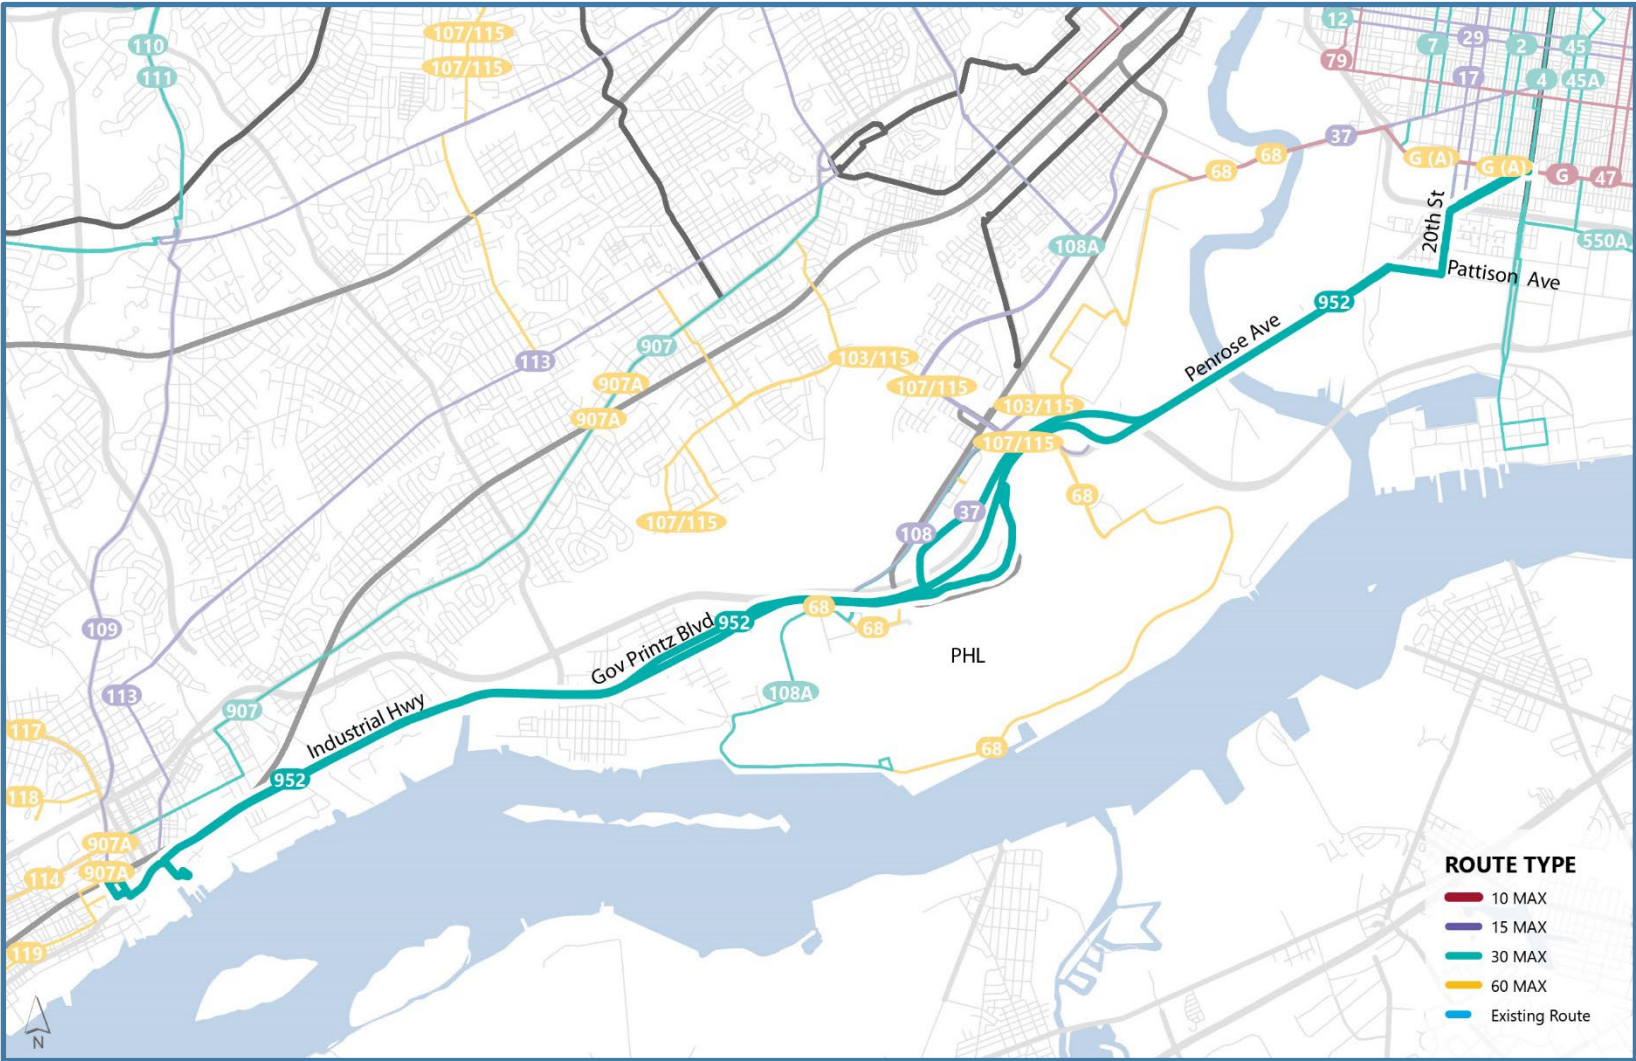 12
107/115
29
110
7
2
45
79
107/115
111
17
4
45A
37
68
68
G (A)
G (A)
G
47
20th St
550A
108A
Pattison Ave
952
Penrose Ave
907
113
103/115
907A
107/115
103/115
907A
107/115
68
37
107/115
108
68
952
68
109
Gov Printz Blvd
PHL
108A
113
907
Industrial Hwy
117
68
952
118
907A
907A
114
119
ROUTE TYPE
10 MAX
15 MAX
30 MAX
60 MAX
Existing Route
N